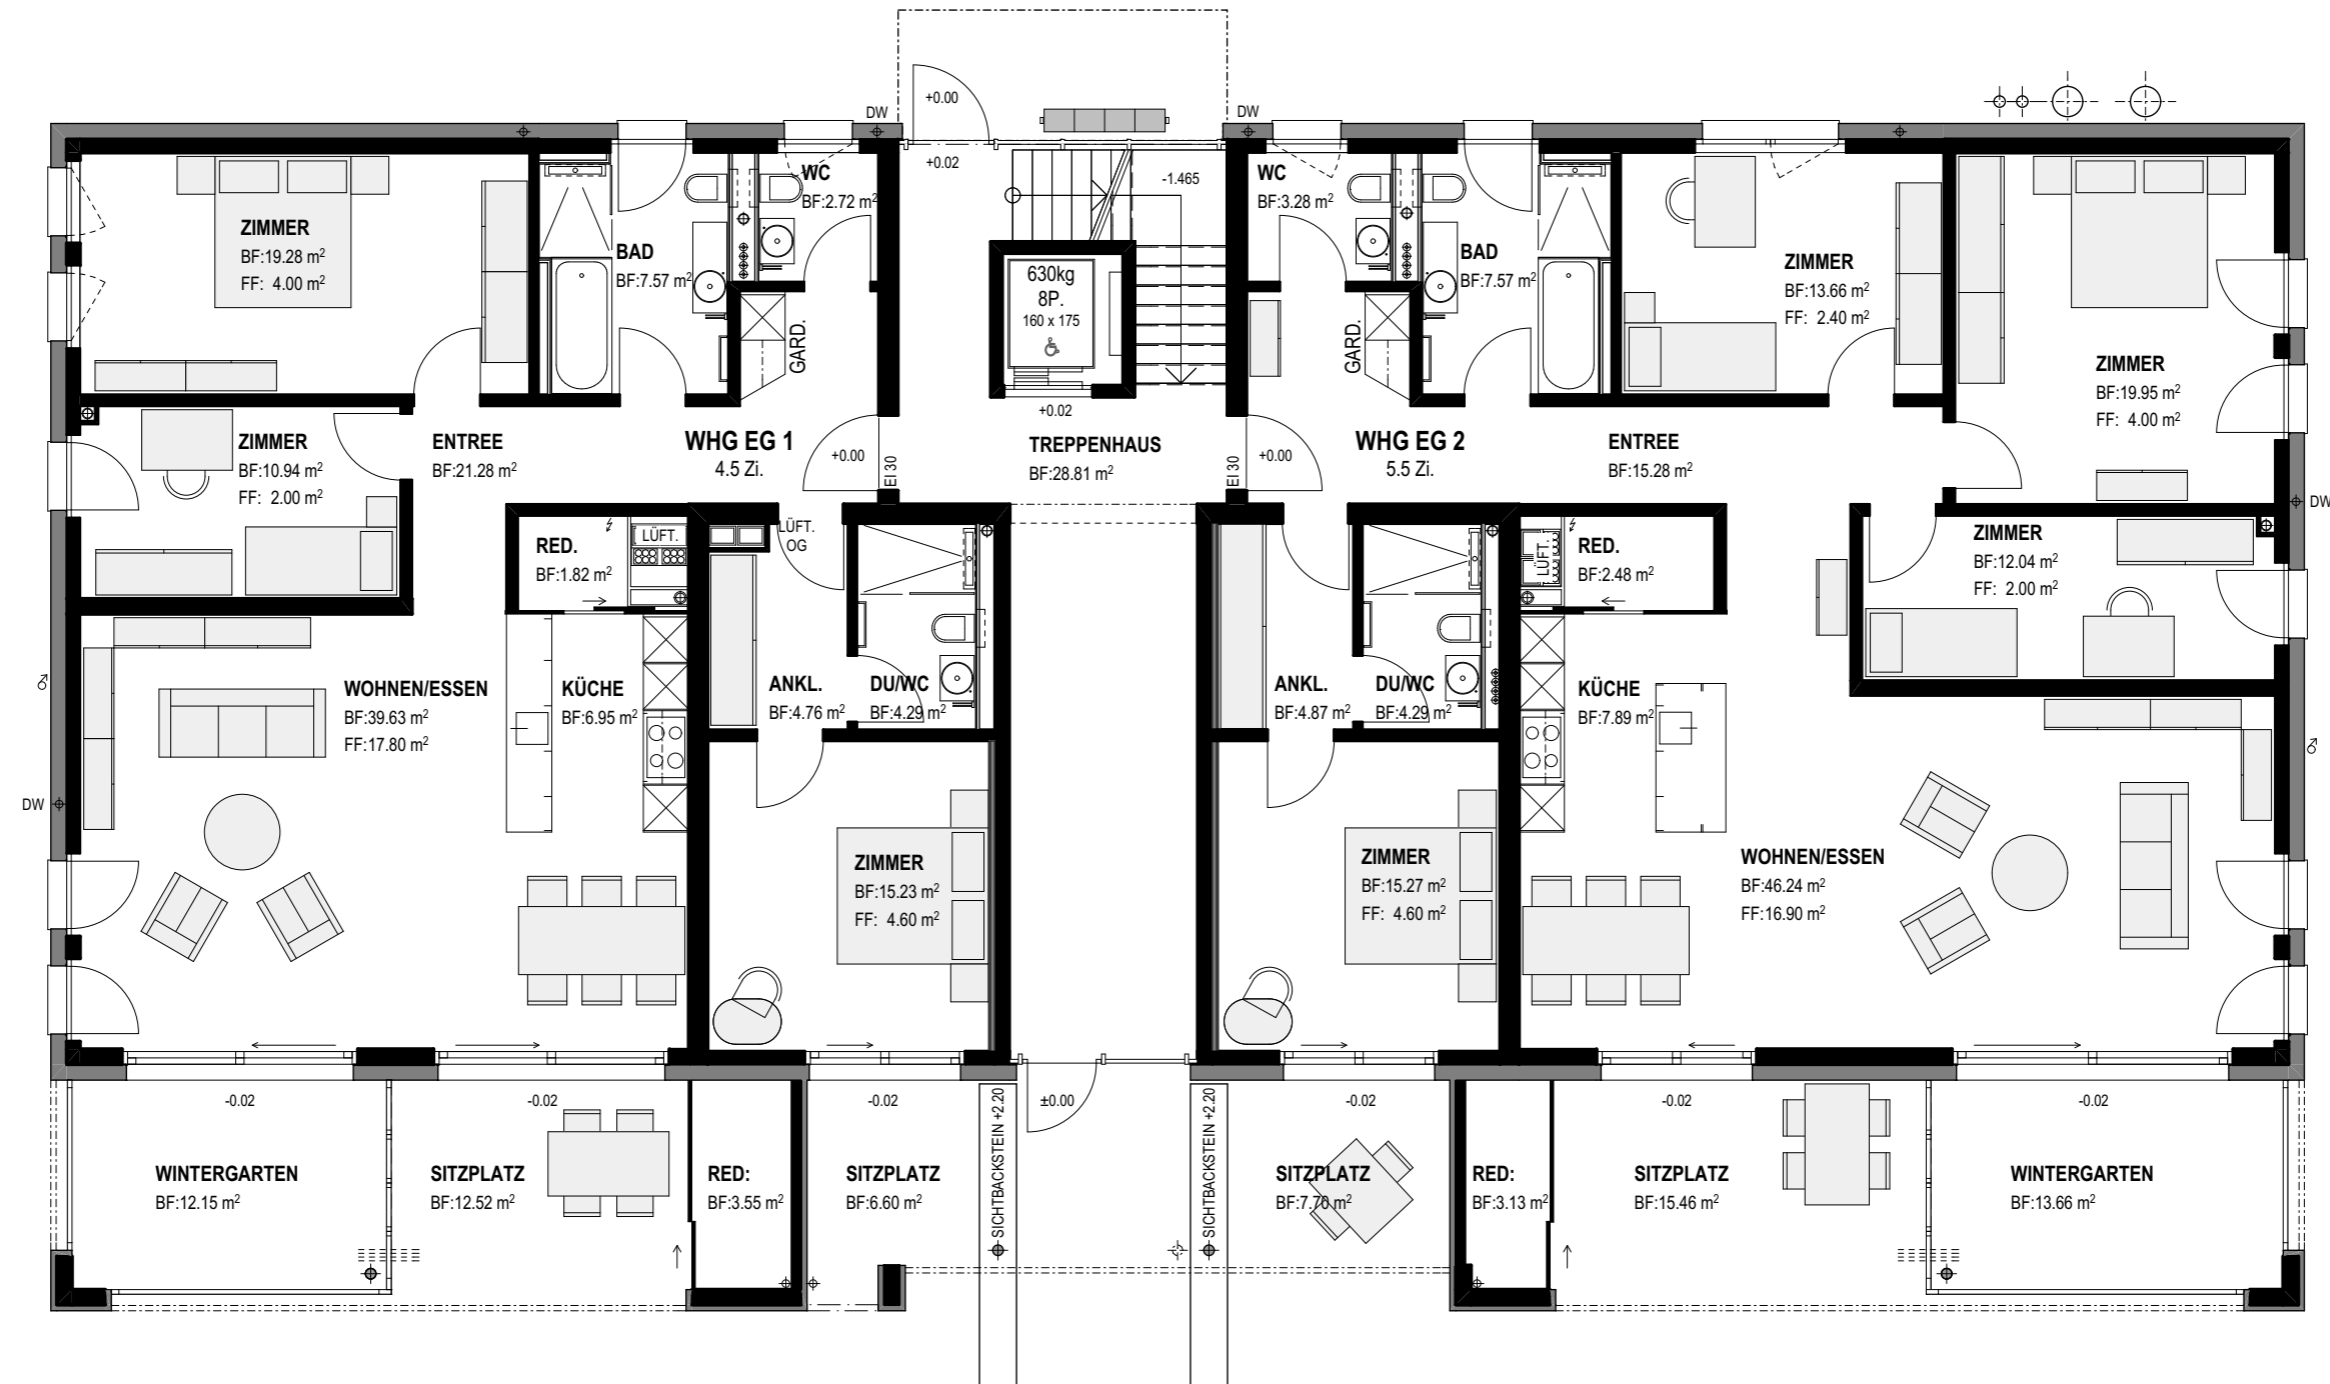 +0.00
DW
DW
+0.02
-1.465
WC
BF:2.72 m²
WC
BF:3.28 m²
ZIMMER
BF:19.28 m²
FF: 4.00 m²
BAD
BF:7.57 m²
GARD.
630kg
8P.
160 x 175
+0.02
GARD.
BAD
BF:7.57 m²
ZIMMER
BF:13.66 m²
FF: 2.40 m²
ZIMMER
BF:19.95 m²
FF: 4.00 m²
ZIMMER
BF:10.94 m²
FF: 2.00 m²
ENTREE
BF:21.28 m²
WHG EG 1
4.5 Zi.
+0.00
EI 30
TREPPENHAUS
BF:28.81 m²
EI 30
+0.00
WHG EG 2
5.5 Zi.
ENTREE
BF:15.28 m²
DW
RED.
BF:1.82 m²
LÜFT.
LÜFT.
OG
LÜFT.
RED.
BF:2.48 m²
ZIMMER
BF:12.04 m²
FF: 2.00 m²
WOHNEN/ESSEN
BF:39.63 m²
FF:17.80 m²
KÜCHE
BF:6.95 m²
ANKL.
BF:4.76 m²
DU/WC
BF:4.29 m²
ANKL.
BF:4.87 m²
DU/WC
BF:4.29 m²
KÜCHE
BF:7.89 m²
DW
ZIMMER
BF:15.23 m²
FF: 4.60 m²
ZIMMER
BF:15.27 m²
FF: 4.60 m²
WOHNEN/ESSEN
BF:46.24 m²
FF:16.90 m²
-0.02
-0.02
-0.02
SICHTBACKSTEIN +2.20
±0.00
SICHTBACKSTEIN +2.20
-0.02
-0.02
-0.02
WINTERGARTEN
BF:12.15 m²
SITZPLATZ
BF:12.52 m²
RED:
BF:3.55 m²
SITZPLATZ
BF:6.60 m²
SITZPLATZ
BF:7.70 m²
RED:
BF:3.13 m²
SITZPLATZ
BF:15.46 m²
WINTERGARTEN
BF:13.66 m²